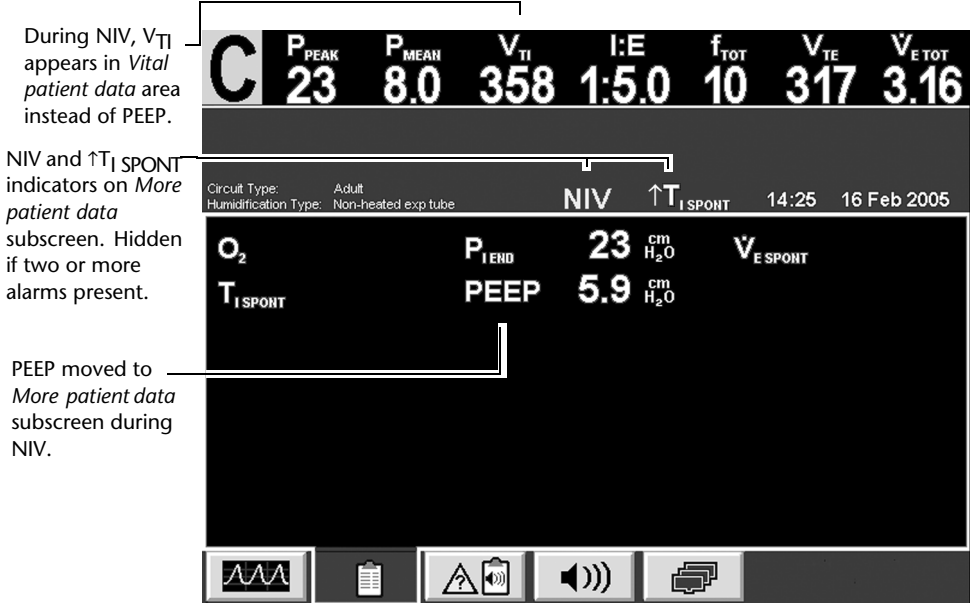 During NIV, VTI
appears in Vital
patient data area
instead of PEEP.
C
PPEAK PMEAN VTI I:E fTOT VTE V̇E TOT
23 8.0 358 1:5.0 10 317 3.16
NIV and ↑TI SPONT
indicators on More
patient data
subscreen. Hidden
if two or more
alarms present.
Circuit Type: Adult
Humidification Type: Non-heated exp tube
NIV ↑TI SPONT 14:25 16 Feb 2005
O2 PI END 23 cm H2O V̇E SPONT
TI SPONT PEEP 5.9 cm H2O
PEEP moved to
More patient data
subscreen during
NIV.
?